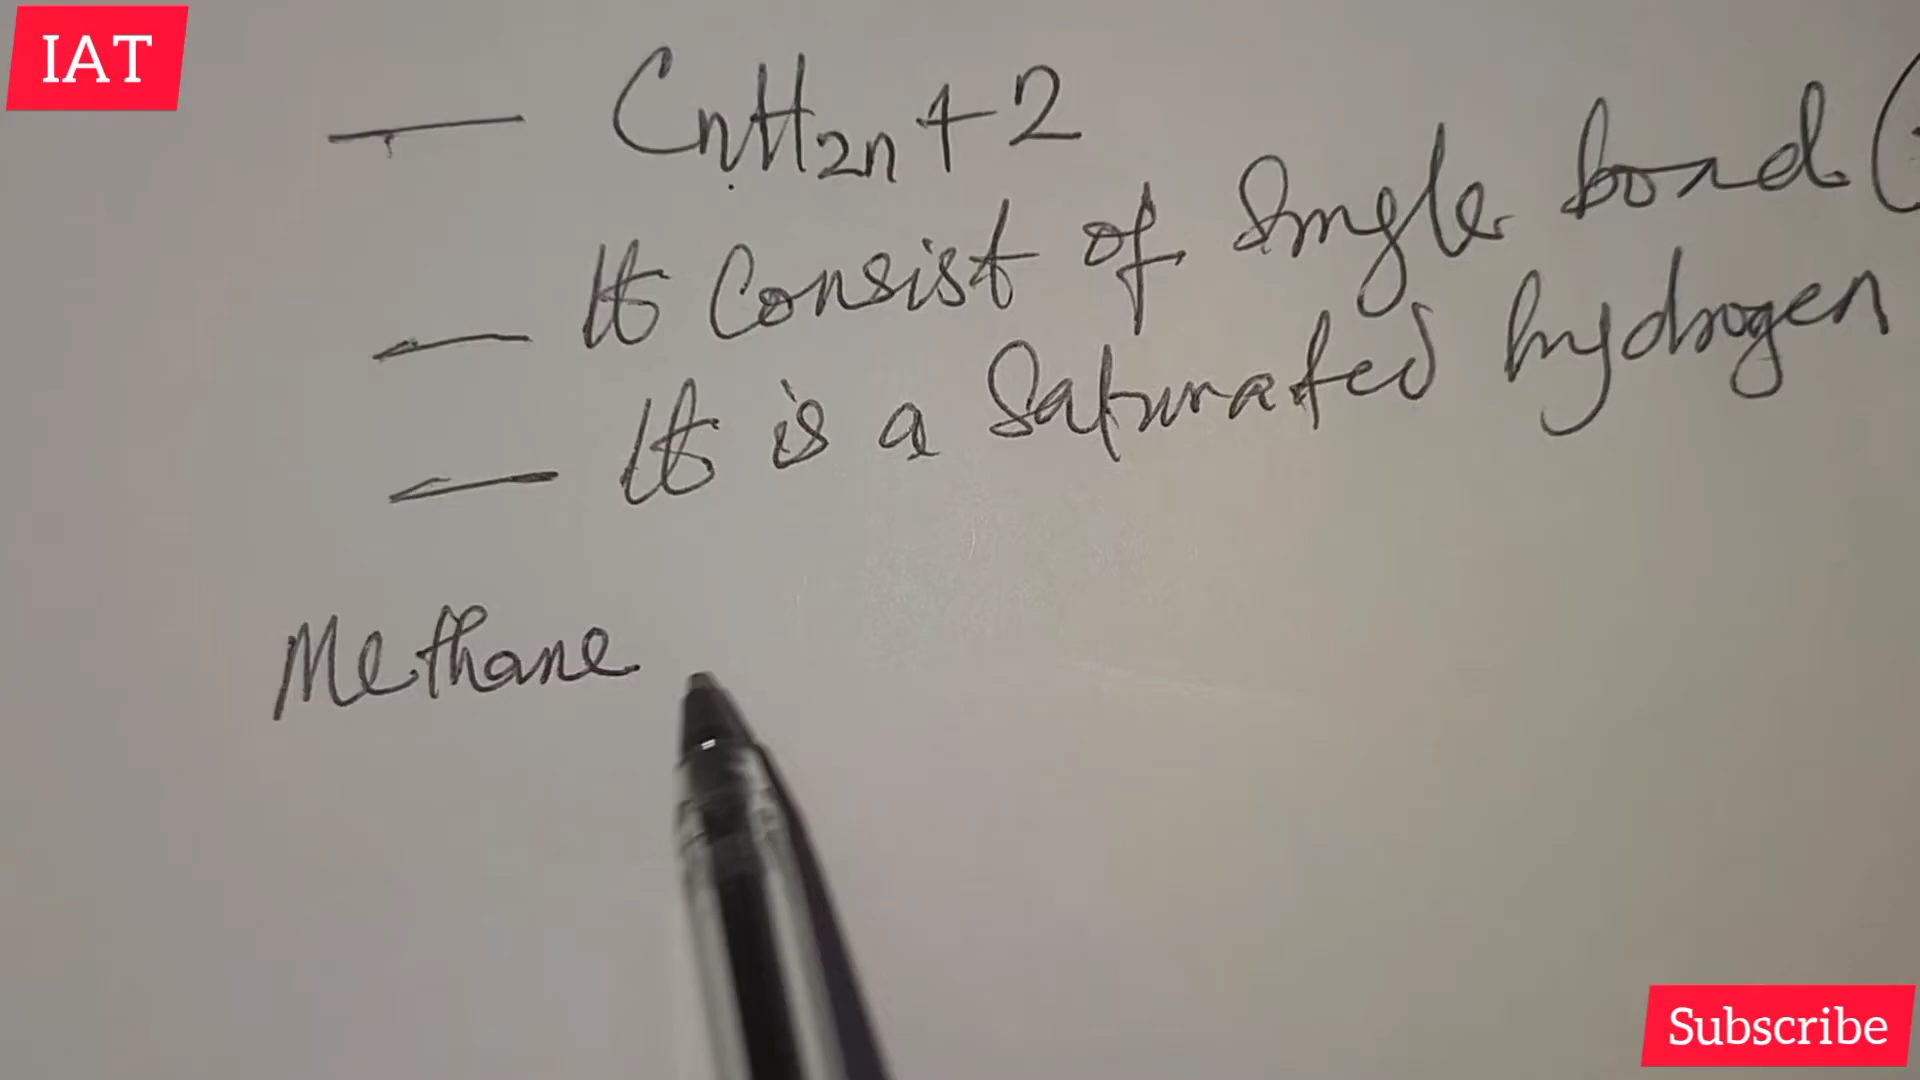 IAT
— CnH2n+2
— It Consist of Single bond (
— It is a Saturated hydrogen
Methane
Subscribe